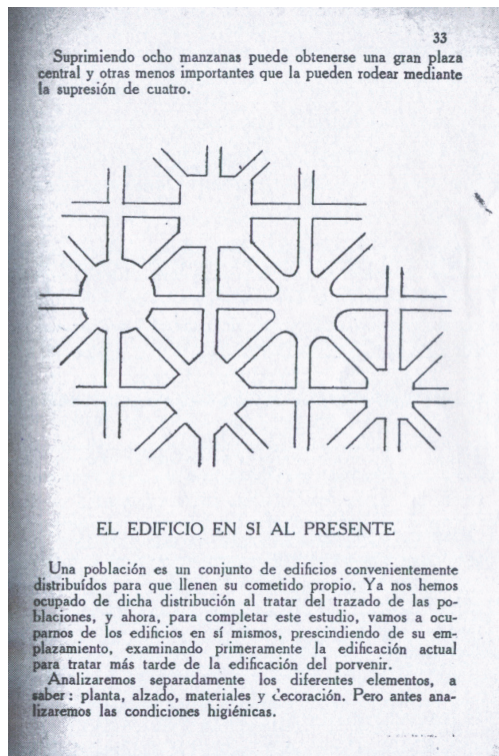 33
Suprimiendo ocho manzanas puede obtenerse una gran plaza
central y otras menos importantes que la pueden rodear mediante
la supresión de cuatro.
EL EDIFICIO EN SI AL PRESENTE
Una población es un conjunto de edificios convenientemente
distribuídos para que llenen su cometido propio. Ya nos hemos
ocupado de dicha distribución al tratar del trazado de las po-
blaciones, y ahora, para completar este estudio, vamos a ocu-
parnos de los edificios en sí mismos, prescindiendo de su em-
plazamiento, examinando primeramente la edificación actual
para tratar más tarde de la edificación del porvenir.
Analizaremos separadamente los diferentes elementos, a
saber: planta, alzado, materiales y decoración. Pero antes ana-
lizaremos las condiciones higiénicas.